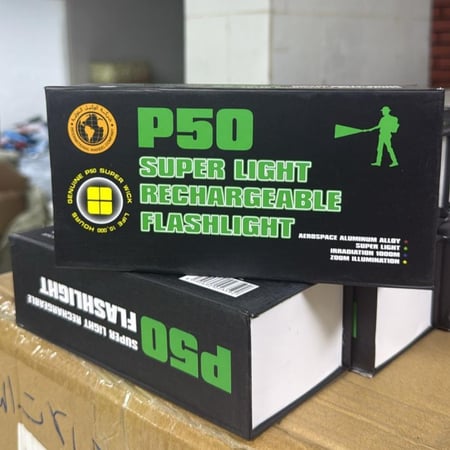 P50
SUPER LIGHT
RECHARGEABLE
FLASHLIGHT
GENUINE P50 SUPER WICK
LIFE 10,000 HOURS
AEROSPACE ALUMINUM ALLOY
SUPER LIGHT
IRRADIATION 1000M
ZOOM ILLUMINATION
P50
SUPER LIGHT RECHARGEABLE
FLASHLIGHT